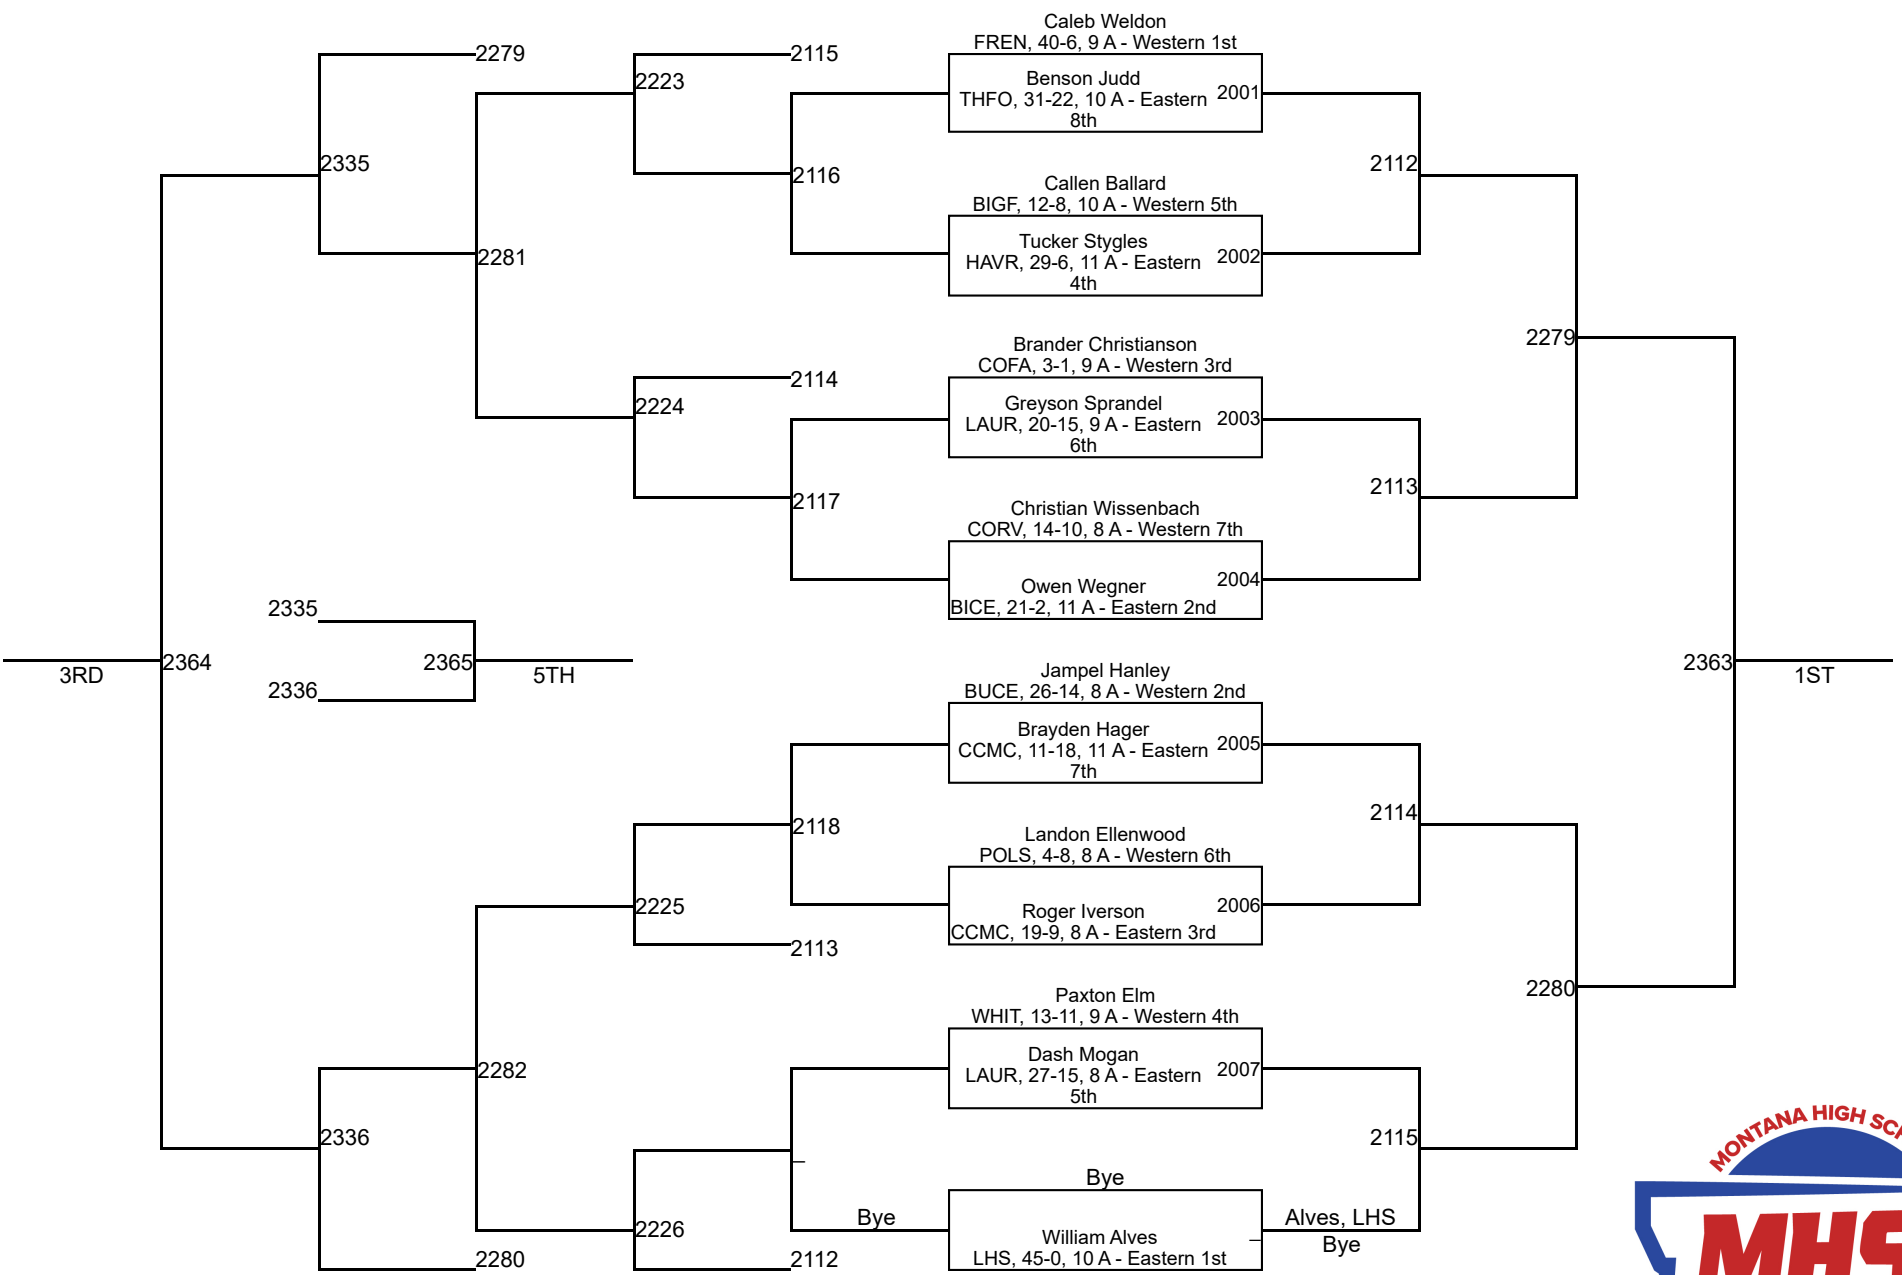 Caleb Weldon
FREN, 40-6, 9 A - Western 1st
2279
2223
2115
Benson Judd
THFO, 31-22, 10 A - Eastern
8th
2001
2335
2116
2112
Callen Ballard
BIGF, 12-8, 10 A - Western 5th
2281
Tucker Stygles
HAVR, 29-6, 11 A - Eastern
4th
2002
2279
Brander Christianson
COFA, 3-1, 9 A - Western 3rd
2114
2224
Greyson Sprandel
LAUR, 20-15, 9 A - Eastern
6th
2003
2117
2113
Christian Wissenbach
CORV, 14-10, 8 A - Western 7th
Owen Wegner
BICE, 21-2, 11 A - Eastern 2nd
2004
2335
3RD
2364
2365
5TH
2336
2363
1ST
Jampel Hanley
BUCE, 26-14, 8 A - Western 2nd
Brayden Hager
CCMC, 11-18, 11 A - Eastern
7th
2005
2118
2114
Landon Ellenwood
POLS, 4-8, 8 A - Western 6th
2225
Roger Iverson
CCMC, 19-9, 8 A - Eastern 3rd
2006
2113
2280
Paxton Elm
WHIT, 13-11, 9 A - Western 4th
2282
Dash Mogan
LAUR, 27-15, 8 A - Eastern
5th
2007
2336
2115
Bye
2226
Bye
William Alves
LHS, 45-0, 10 A - Eastern 1st
Alves, LHS
Bye
2280
2112
MONTANA HIGH SC
MHS